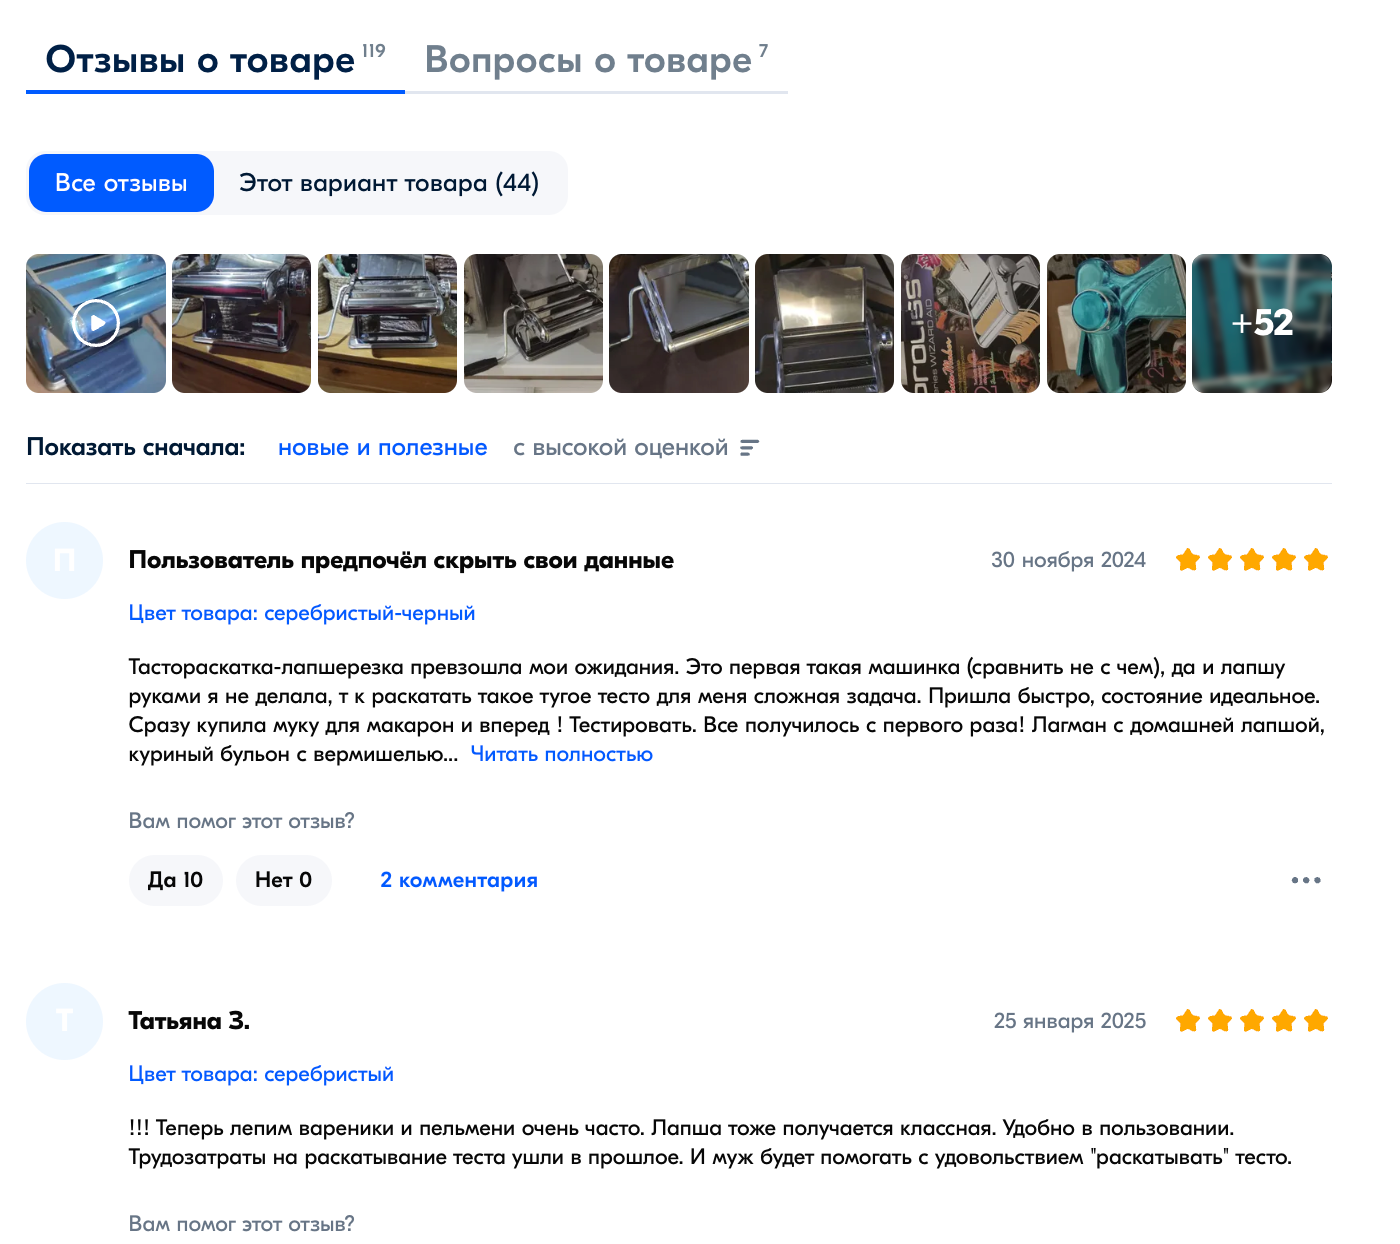 Отзывы о товаре 119 Вопросы о товаре 7
Все отзывы Этот вариант товара (44)
+52
Показать сначала: новые и полезные с высокой оценкой
П
Пользователь предпочёл скрыть свои данные 30 ноября 2024
Цвет товара: серебристый-черный
Тастораскатка-лапшерезка превзошла мои ожидания. Это первая такая машинка (сравнить не с чем), да и лапшу
руками я не делала, т к раскатать такое тугое тесто для меня сложная задача. Пришла быстро, состояние идеальное.
Сразу купила муку для макарон и вперед ! Тестировать. Все получилось с первого раза! Лагман с домашней лапшой,
куриный бульон с вермишелью... Читать полностью
Вам помог этот отзыв?
Да 10 Нет 0 2 комментария
Т
Татьяна З. 25 января 2025
Цвет товара: серебристый
!!! Теперь лепим вареники и пельмени очень часто. Лапша тоже получается классная. Удобно в пользовании.
Трудозатраты на раскатывание теста ушли в прошлое. И муж будет помогать с удовольствием "раскатывать" тесто.
Вам помог этот отзыв?